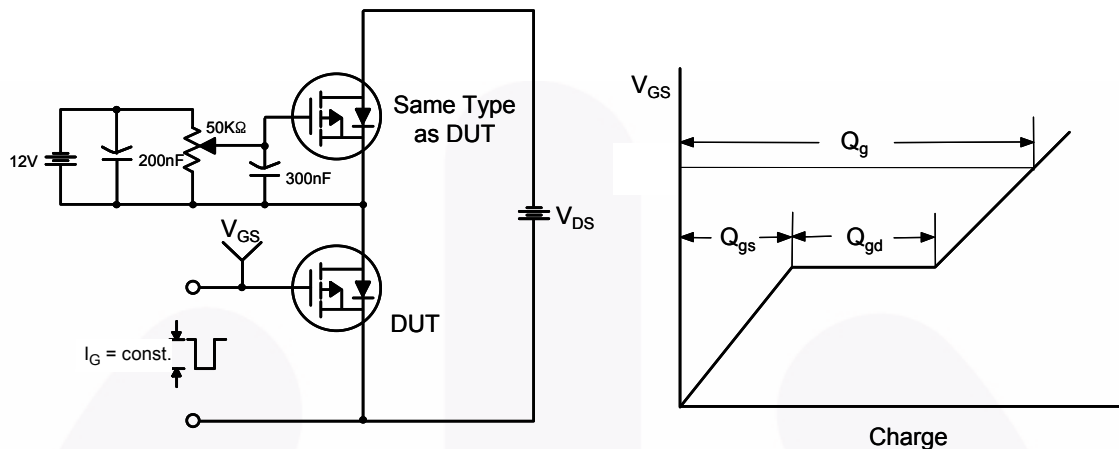 12V
200nF
50KΩ
300nF
Same Type
as DUT
V_DS
V_GS
DUT
I_G = const.
V_GS
Q_g
Q_gs
Q_gd
Charge